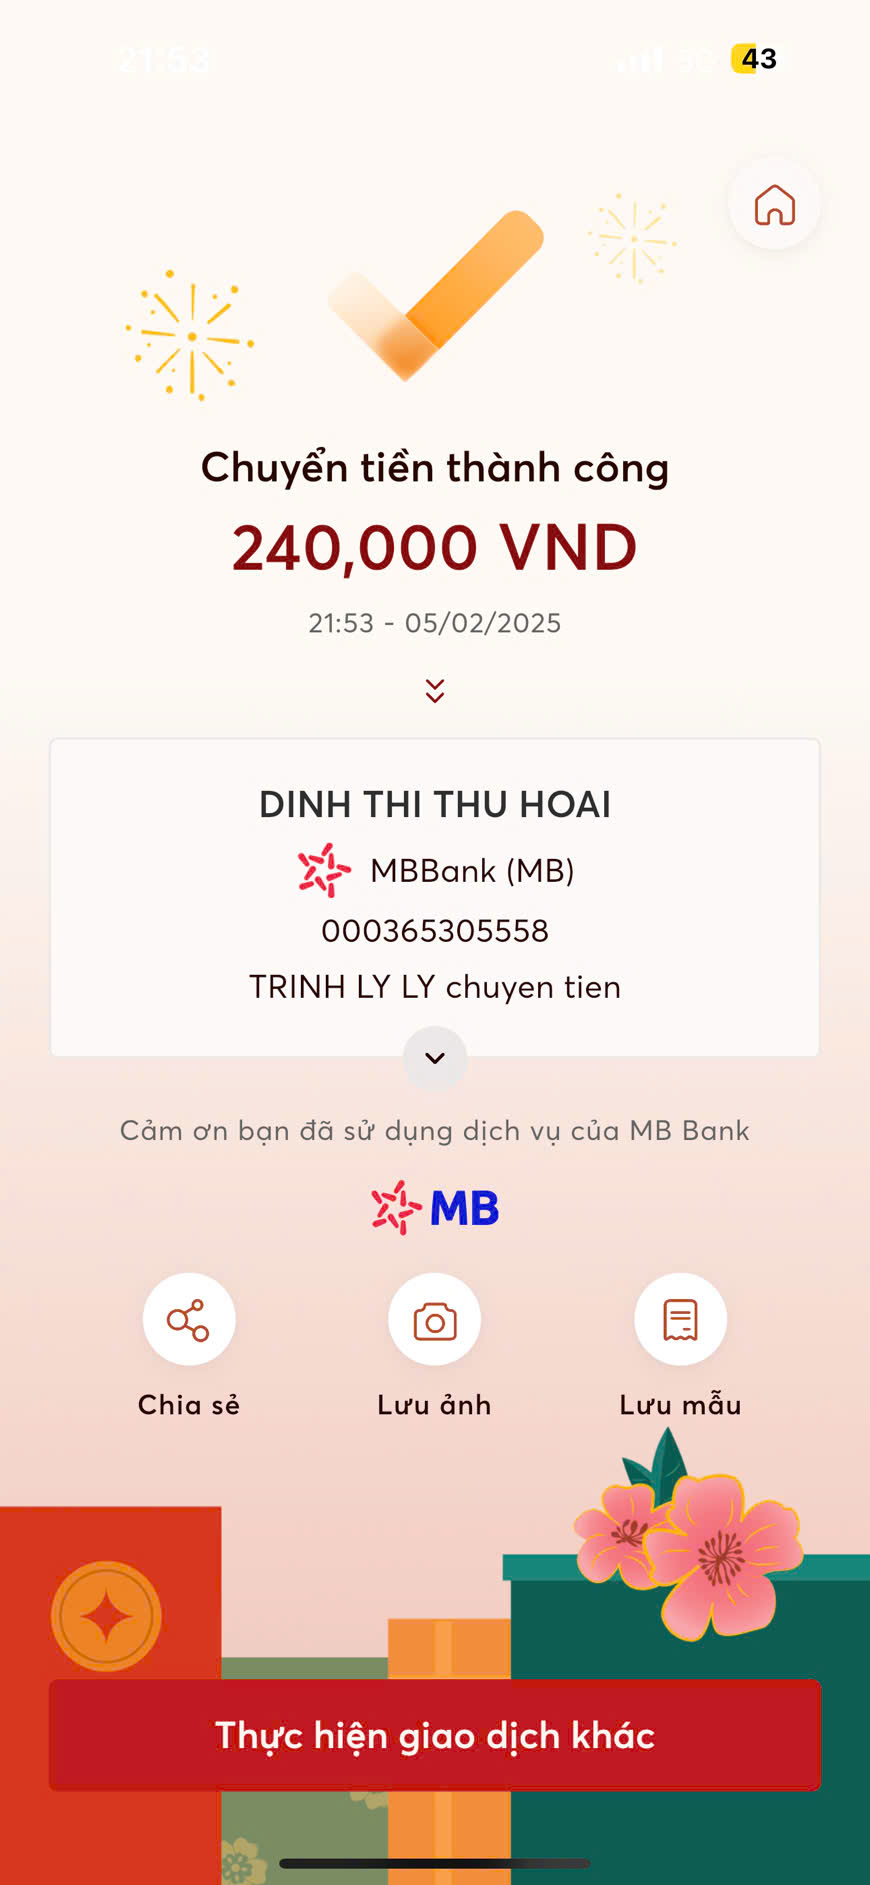 21:53
5G 43
Chuyển tiền thành công
240,000 VND
21:53 - 05/02/2025
DINH THI THU HOAI
MBBank (MB)
000365305558
TRINH LY LY chuyen tien
Cảm ơn bạn đã sử dụng dịch vụ của MB Bank
MB
Chia sẻ
Lưu ảnh
Lưu mẫu
Thực hiện giao dịch khác